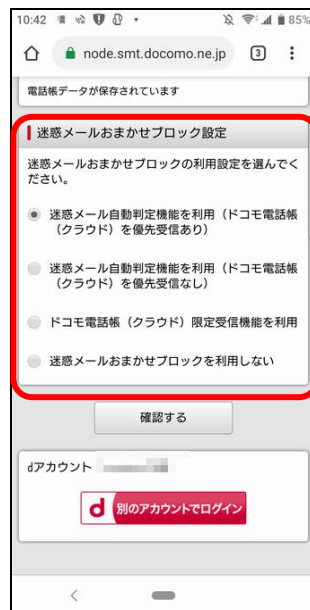 10:42
85%
node.smt.docomo.ne.jp
3
電話帳データが保存されています
迷惑メールおまかせブロック設定
迷惑メールおまかせブロックの利用設定を選んでく
ださい。
迷惑メール自動判定機能を利用（ドコモ電話帳
（クラウド）を優先受信あり）
迷惑メール自動判定機能を利用（ドコモ電話帳
（クラウド）を優先受信なし）
ドコモ電話帳（クラウド）限定受信機能を利用
迷惑メールおまかせブロックを利用しない
確認する
dアカウント
d 別のアカウントでログイン